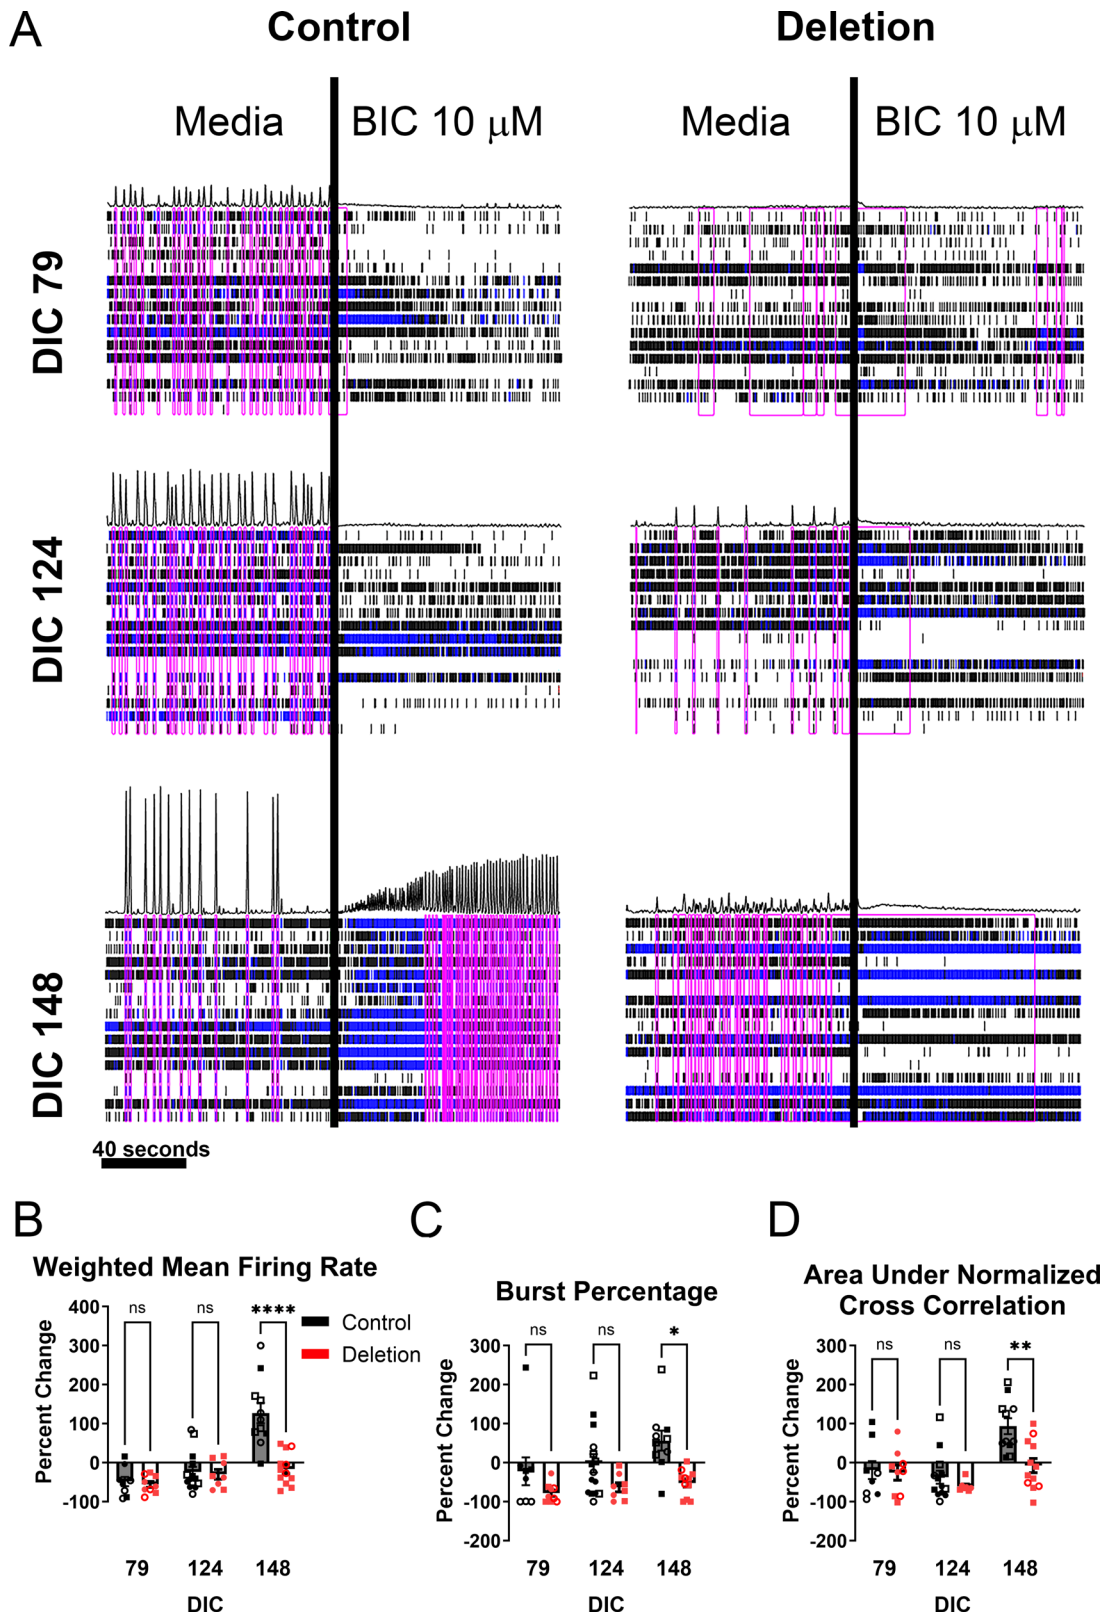 A
Control
Deletion
Media
BIC 10 μM
Media
BIC 10 μM
DIC 79
DIC 124
DIC 148
40 seconds
B
Weighted Mean Firing Rate
Percent Change
400
300
200
100
0
-100
ns
ns
****
Control
Deletion
79
124
148
DIC
C
Burst Percentage
Percent Change
300
200
100
0
-100
-200
ns
ns
*
79
124
148
DIC
D
Area Under Normalized
Cross Correlation
Percent Change
300
200
100
0
-100
-200
ns
ns
**
79
124
148
DIC